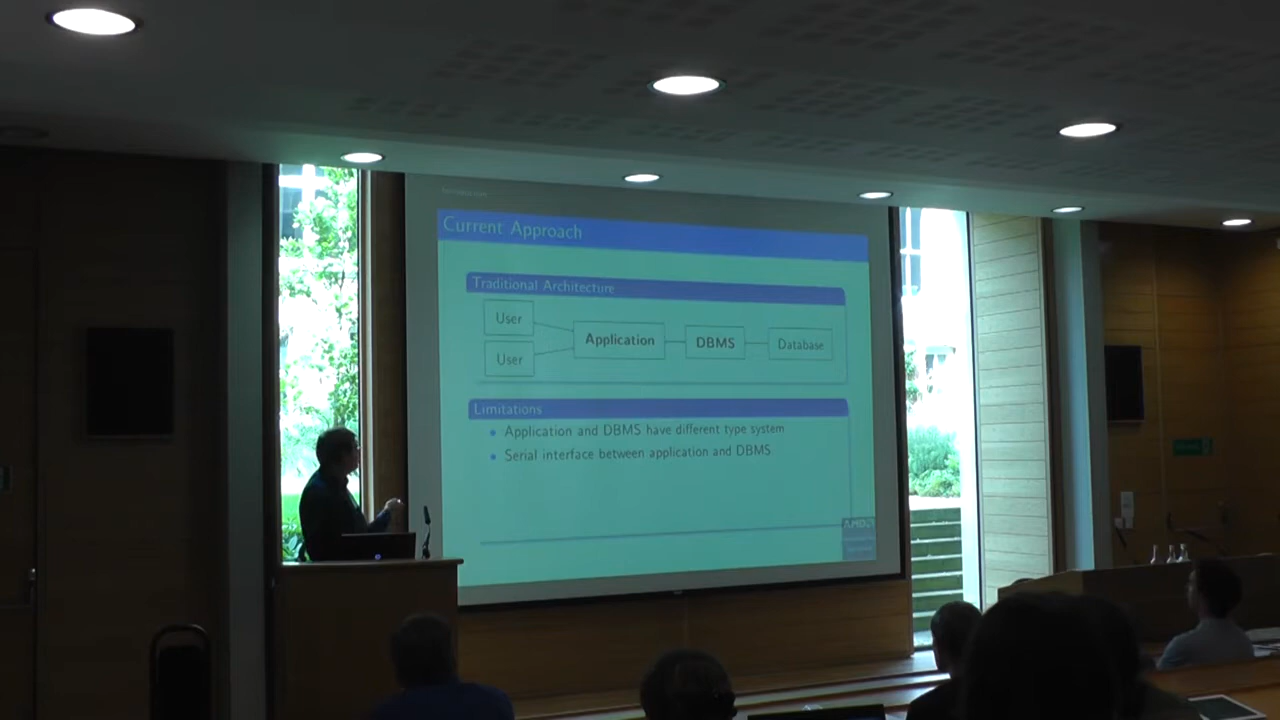 Current Approach
Traditional Architecture
User
User
Application
DBMS
Database
Limitations
Application and DBMS have different type system
Serial interface between application and DBMS